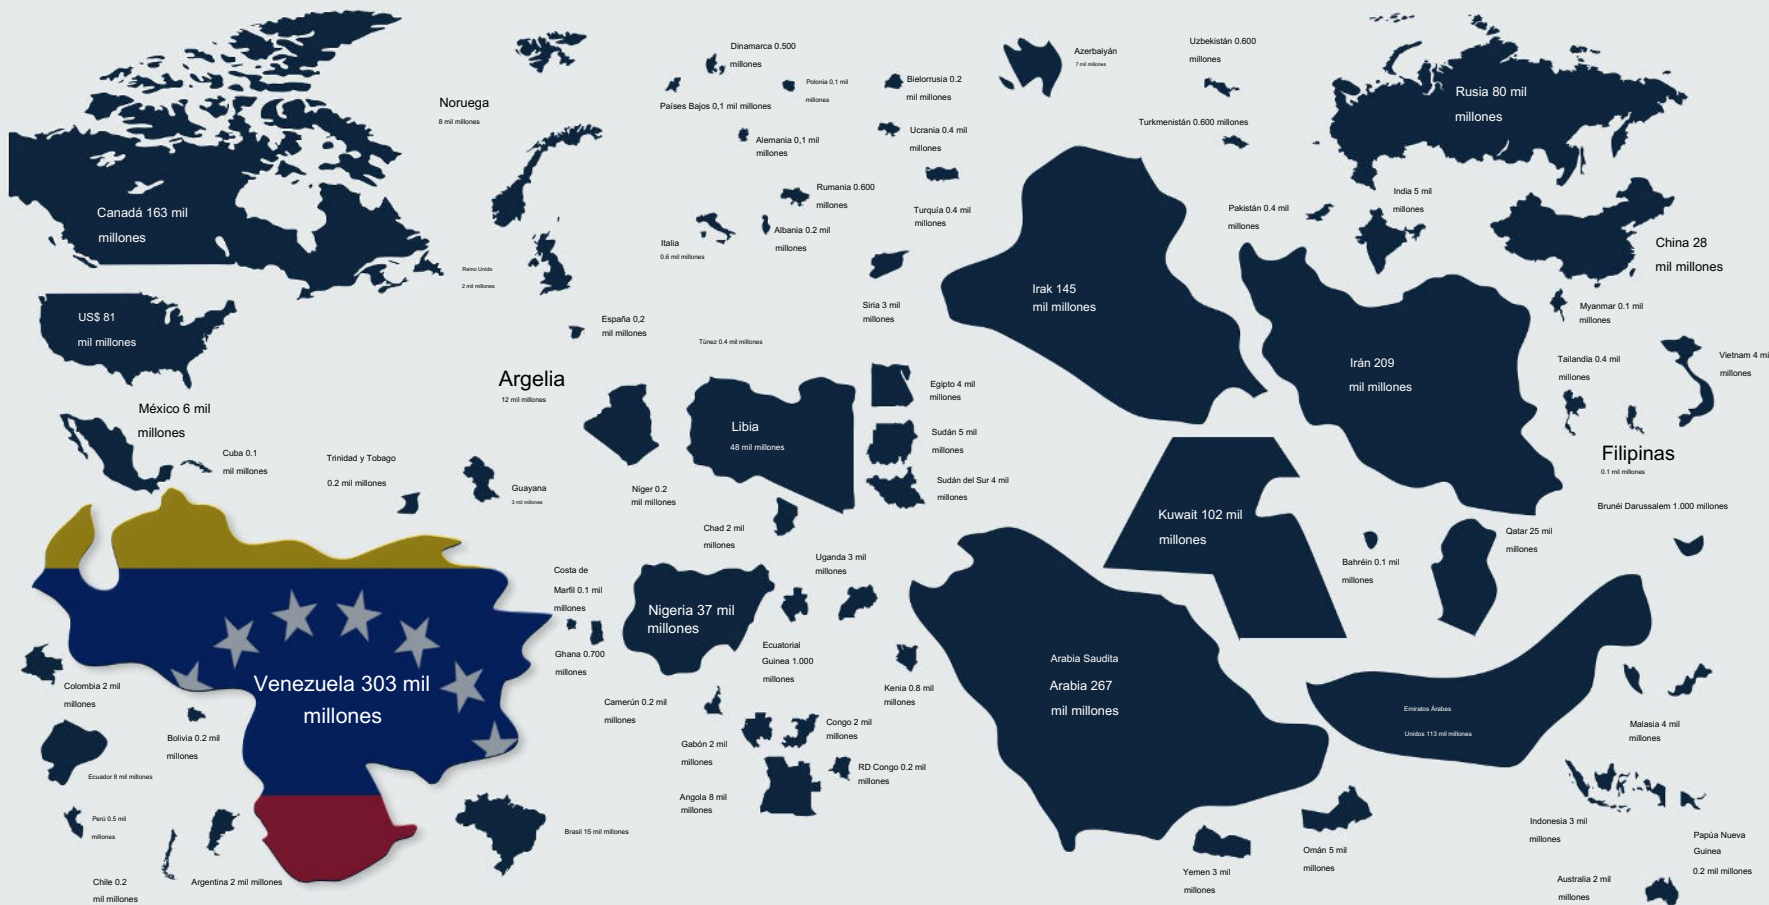 Dinamarca 0.500
millones
Polonia 0,1 mil
millones
Países Bajos 0,1 mil millones
Alemania 0,1 mil
millones
Noruega
8 mil millones
Bielorrusia 0.2
mil millones
Ucrania 0.4 mil
millones
Azerbaiyán
7 mil millones
Uzbekistán 0.600
millones
Turkmenistán 0.600 millones
Rusia 80 mil
millones
Canadá 163 mil
millones
Rumania 0.600
millones
Albania 0.2 mil
millones
Italia
0.6 mil millones
Turquía 0.4 mil
millones
Pakistán 0.4 mil
millones
India 5 mil
millones
China 28
mil millones
Reino Unido
2 mil millones
Siria 3 mil
millones
Irak 145
mil millones
Myanmar 0.1 mil
millones
US$ 81
mil millones
España 0,2
mil millones
Túnez 0.4 mil millones
Irán 209
mil millones
Tailandia 0.4 mil
millones
Vietnam 4 mi
millones
Argelia
12 mil millones
Egipto 4 mil
millones
México 6 mil
millones
Libia
48 mil millones
Sudán 5 mil
millones
Filipinas
0.1 mil millones
Cuba 0.1
mil millones
Trinidad y Tobago
0.2 mil millones
Guayana
3 mil millones
Níger 0.2
mil millones
Sudán del Sur 4 mil
millones
Brunéi Darussalem 1.000 millones
Chad 2 mil
millones
Kuwait 102 mil
millones
Qatar 25 mil
millones
Bahréin 0.1 mil
millones
Uganda 3 mil
millones
Costa de
Marfil 0.1 mil
millones
Nigeria 37 mil
millones
Ghana 0.700
millones
Ecuatorial
Guinea 1.000
millones
Kenia 0.8 mil
millones
Arabia Saudita
Arabia 267
mil millones
Venezuela 303 mil
millones
Colombia 2 mil
millones
Camerún 0.2 mil
millones
Emiratos Árabes
Unidos 113 mil millones
Malasia 4 mil
millones
Bolivia 0.2 mil
millones
Gabón 2 mil
millones
Congo 2 mil
millones
Ecuador 8 mil millones
RD Congo 0.2 mil
millones
Angola 8 mil
millones
Perú 0.5 mil
millones
Brasil 15 mil millones
Indonesia 3 mil
millones
Papúa Nueva
Guinea
0.2 mil millones
Omán 5 mil
millones
Yemen 3 mil
millones
Chile 0.2
mil millones
Argentina 2 mil millones
Australia 2 mil
millones